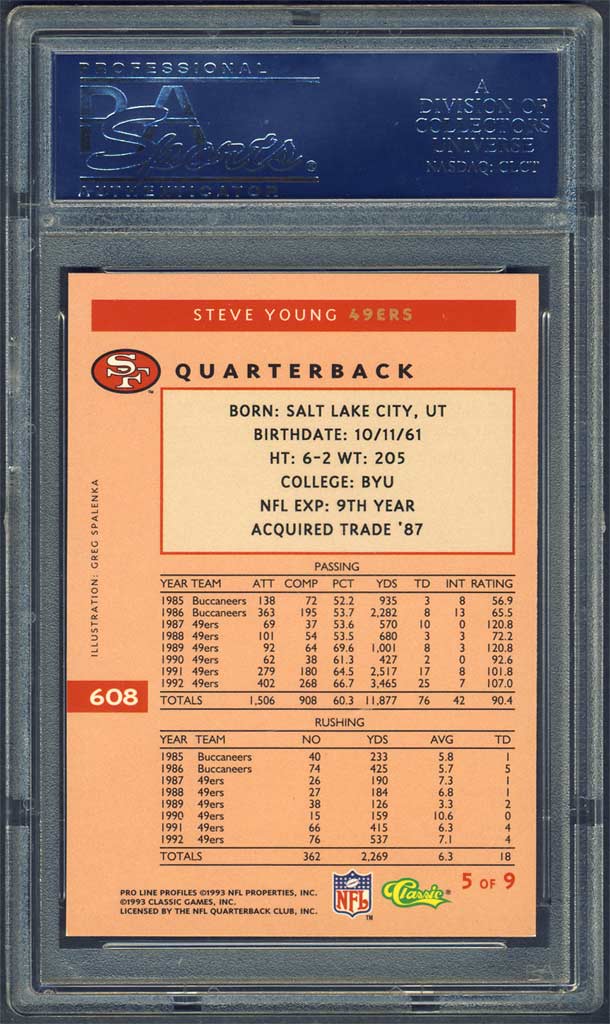 PROFESSIONAL
PSA
Sports®
AUTHENTICATOR
A
DIVISION OF
COLLECTORS
UNIVERSE
NASDAQ: CLCT
STEVE YOUNG 49ERS
SF
TM
QUARTERBACK
BORN: SALT LAKE CITY, UT
BIRTHDATE: 10/11/61
HT: 6-2 WT: 205
COLLEGE: BYU
NFL EXP: 9TH YEAR
ACQUIRED TRADE '87
ILLUSTRATION: GREG SPALENKA
PASSING
YEAR TEAM ATT COMP PCT YDS TD INT RATING
1985 Buccaneers 138 72 52.2 935 3 8 56.9
1986 Buccaneers 363 195 53.7 2,282 8 13 65.5
1987 49ers 69 37 53.6 570 10 0 120.8
1988 49ers 101 54 53.5 680 3 3 72.2
1989 49ers 92 64 69.6 1,001 8 3 120.8
1990 49ers 62 38 61.3 427 2 0 92.6
1991 49ers 279 180 64.5 2,517 17 8 101.8
1992 49ers 402 268 66.7 3,465 25 7 107.0
TOTALS 1,506 908 60.3 11,877 76 42 90.4
608
RUSHING
YEAR TEAM NO YDS AVG TD
1985 Buccaneers 40 233 5.8 1
1986 Buccaneers 74 425 5.7 5
1987 49ers 26 190 7.3 1
1988 49ers 27 184 6.8 1
1989 49ers 38 126 3.3 2
1990 49ers 15 159 10.6 0
1991 49ers 66 415 6.3 4
1992 49ers 76 537 7.1 4
TOTALS 362 2,269 6.3 18
PRO LINE PROFILES ©1993 NFL PROPERTIES, INC.
©1993 CLASSIC GAMES, INC.
LICENSED BY THE NFL QUARTERBACK CLUB, INC.
NFL
TM
Classic®
5 OF 9